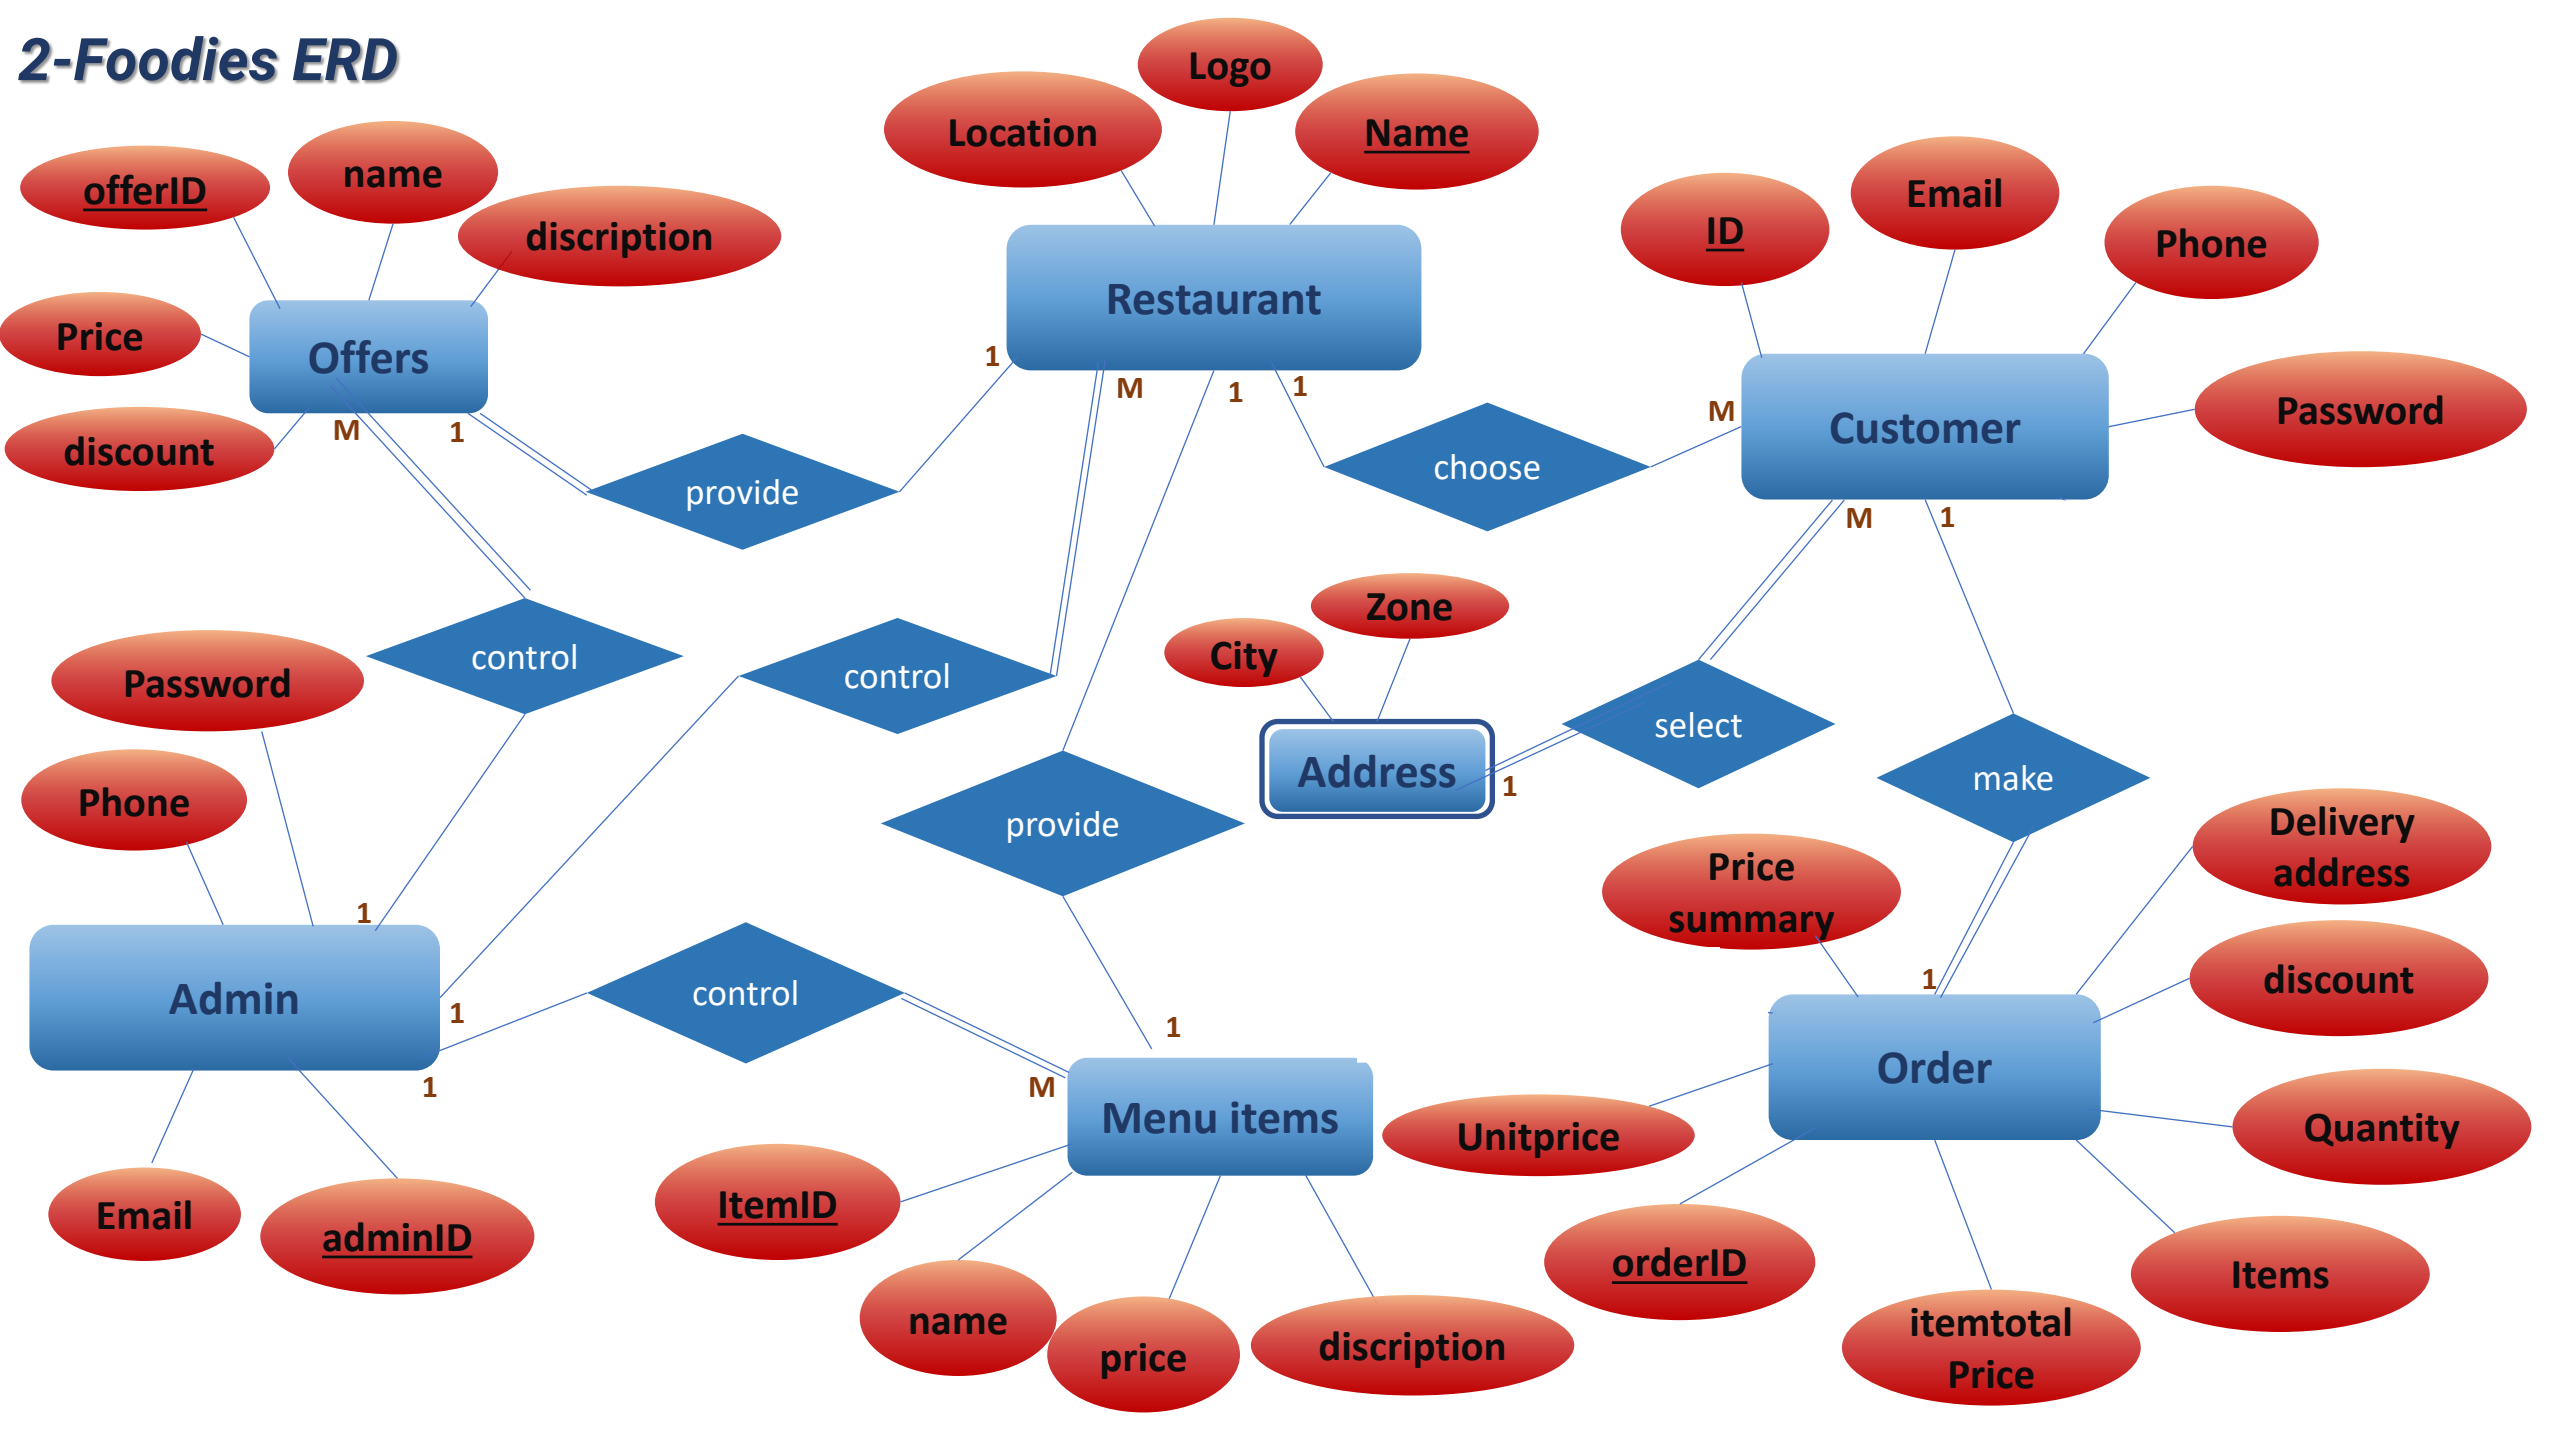 2-Foodies ERD
Logo
Location
Name
offerID
name
discription
ID
Email
Phone
Price
Offers
Restaurant
Customer
Password
discount
M
1
1
M
1
1
M
provide
choose
M
1
control
control
City
Zone
select
make
Password
Phone
Address
1
provide
Price
summary
Delivery
address
1
Admin
1
1
control
1
M
Menu items
1
Order
discount
Unitprice
Quantity
Email
adminID
ItemID
name
price
discription
orderID
itemtotal
Price
Items